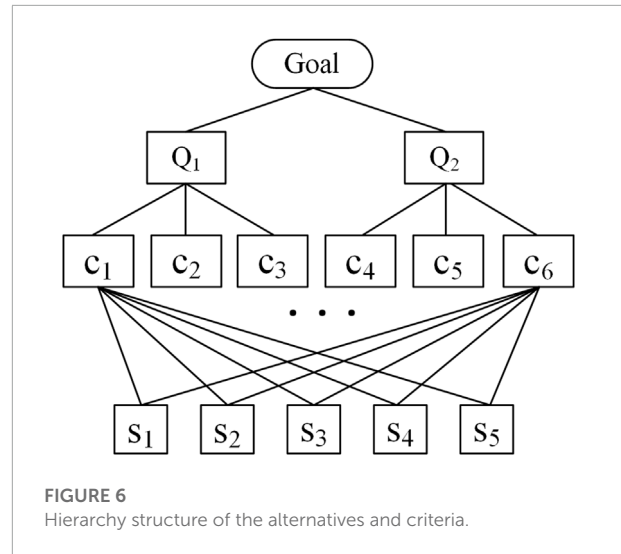 Goal
Q₁ Q₂
c₁ c₂ c₃ c₄ c₅ c₆
. . .
s₁ s₂ s₃ s₄ s₅
FIGURE 6
Hierarchy structure of the alternatives and criteria.